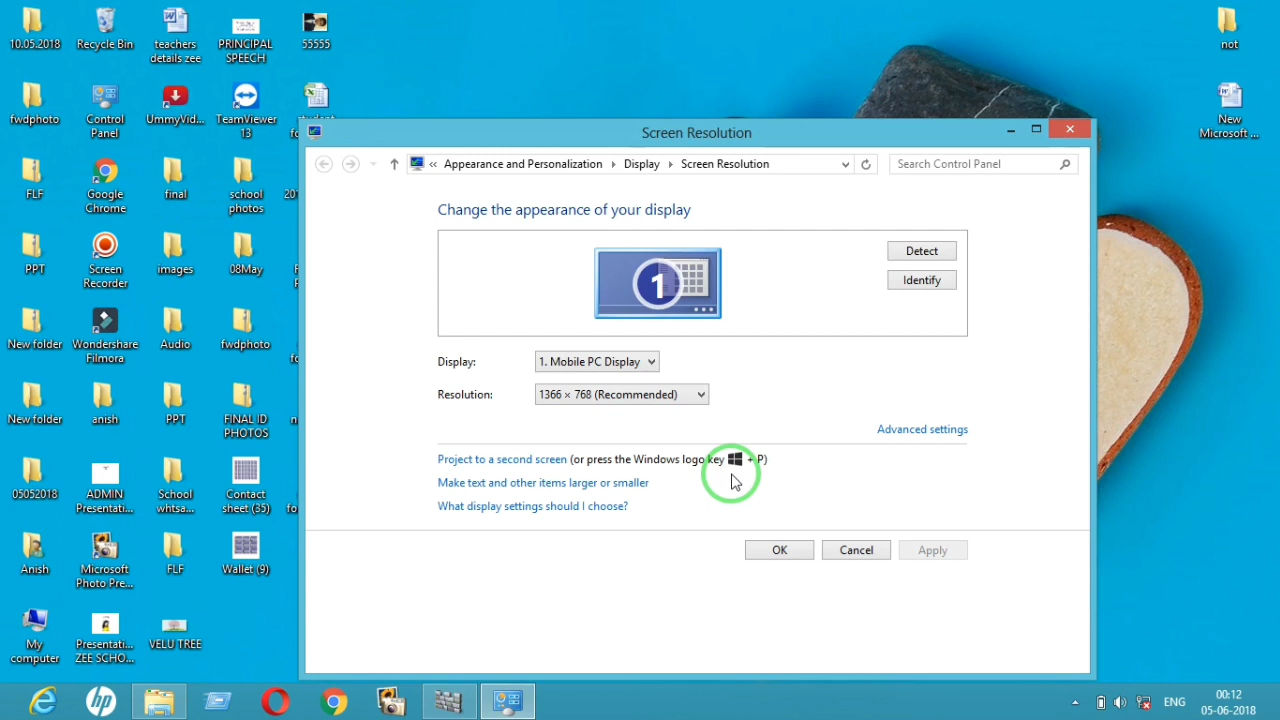 10.05.2018
Recycle Bin
teachers
details zee
PRINCIPAL
SPEECH
55555
not
fwdphoto
Control
Panel
UmmyVid...
TeamViewer
13
New
Microsoft ...
FLF
Google
Chrome
final
school
photos
PPT
Screen
Recorder
images
08May
New folder
Wondershare
Filmora
Audio
fwdphoto
New folder
anish
PPT
FINAL ID
PHOTOS
05052018
ADMIN
Presentati...
School
whtsa...
Contact
sheet (35)
Anish
Microsoft
Photo Pre...
FLF
Wallet (9)
My
computer
Presentati...
ZEE SCHO...
VELU TREE
Screen Resolution
« Appearance and Personalization Display Screen Resolution
Search Control Panel
Change the appearance of your display
1
Detect
Identify
Display: 1. Mobile PC Display
Resolution: 1366 × 768 (Recommended)
Advanced settings
Project to a second screen (or press the Windows logo key + P)
Make text and other items larger or smaller
What display settings should I choose?
OK Cancel Apply
hp
ENG
00:12
05-06-2018